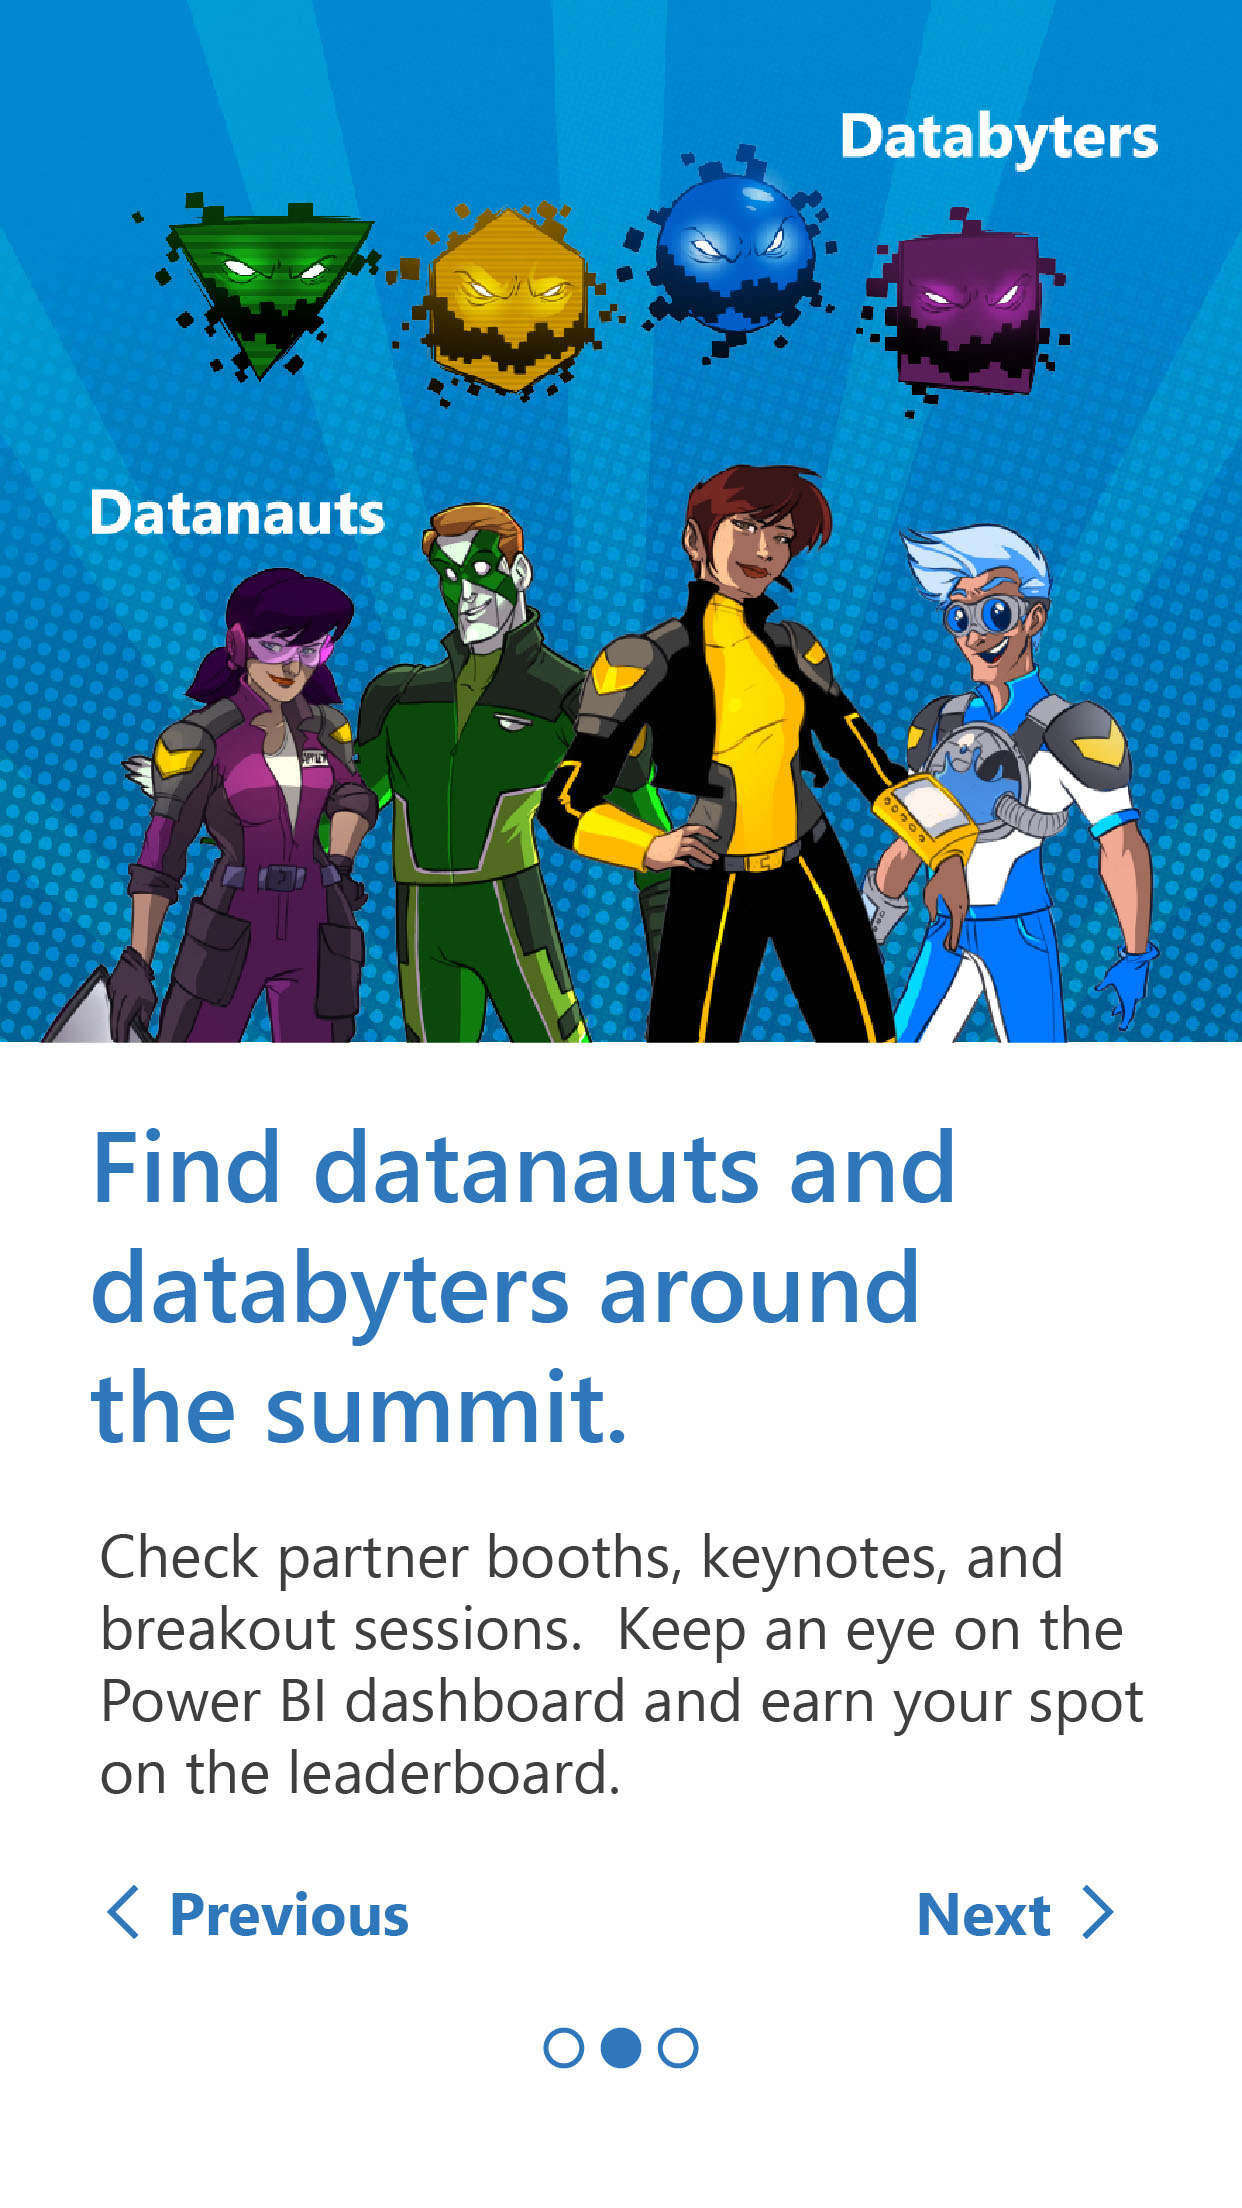 Databyters
Datanauts
Find datanauts and
databyters around
the summit.
Check partner booths, keynotes, and
breakout sessions.  Keep an eye on the
Power BI dashboard and earn your spot
on the leaderboard.
Previous
Next